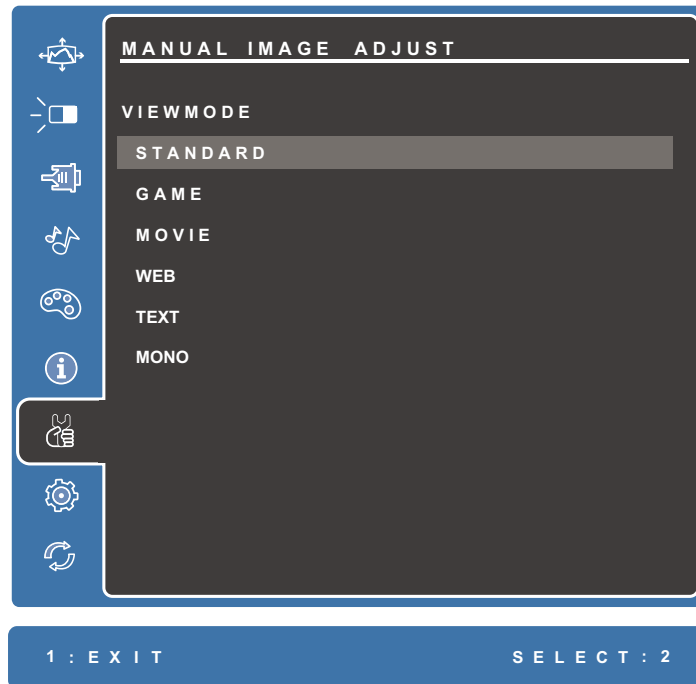 MANUAL IMAGE ADJUST
VIEWMODE
STANDARD
GAME
MOVIE
WEB
TEXT
MONO
1:EXIT SELECT:2